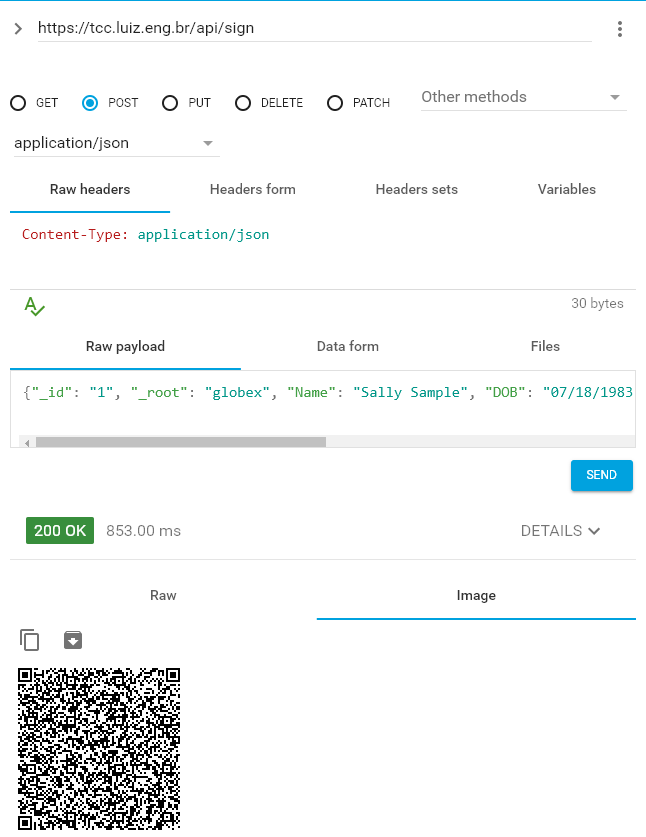 https://tcc.luiz.eng.br/api/sign
GET POST PUT DELETE PATCH Other methods
application/json
Raw headers Headers form Headers sets Variables
Content-Type: application/json
30 bytes
Raw payload Data form Files
{"_id": "1", "_root": "globex", "Name": "Sally Sample", "DOB": "07/18/1983
SEND
200 OK 853.00 ms DETAILS
Raw Image